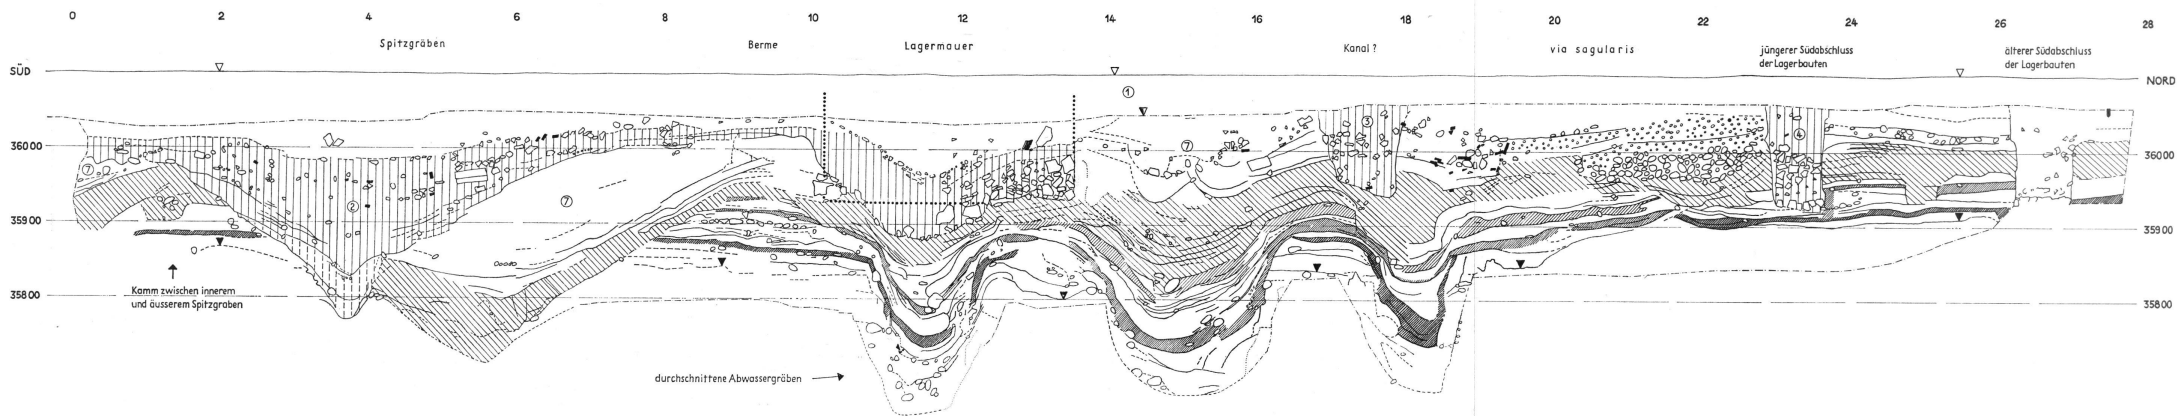 0 2 4 6 8 10 12 14 16 18 20 22 24 26 28
Spitzgräben Berme Lagermauer Kanal ? via sagularis
jüngerer Südabschluss
der Lagerbauten
älterer Südabschluss
der Lagerbauten
SÜD
NORD
1
3
4
7
7
7
2
36000
36000
35900
35900
35800
35800
Kamm zwischen innerem
und äusserem Spitzgraben
durchschnittene Abwassergräben